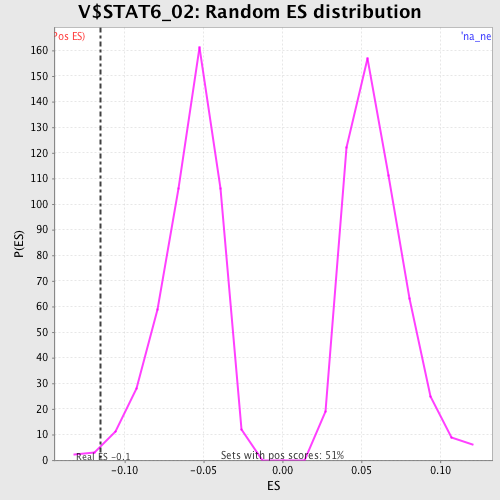 V$STAT6_02: Random ES distribution
Pos ES)
'na_ne
160
150
140
130
120
110
100
90
80
70
60
50
40
30
20
10
0
P(ES)
Real ES -0.1
Sets with pos scores: 51%
-0.10 -0.05 0.00 0.05 0.10
ES